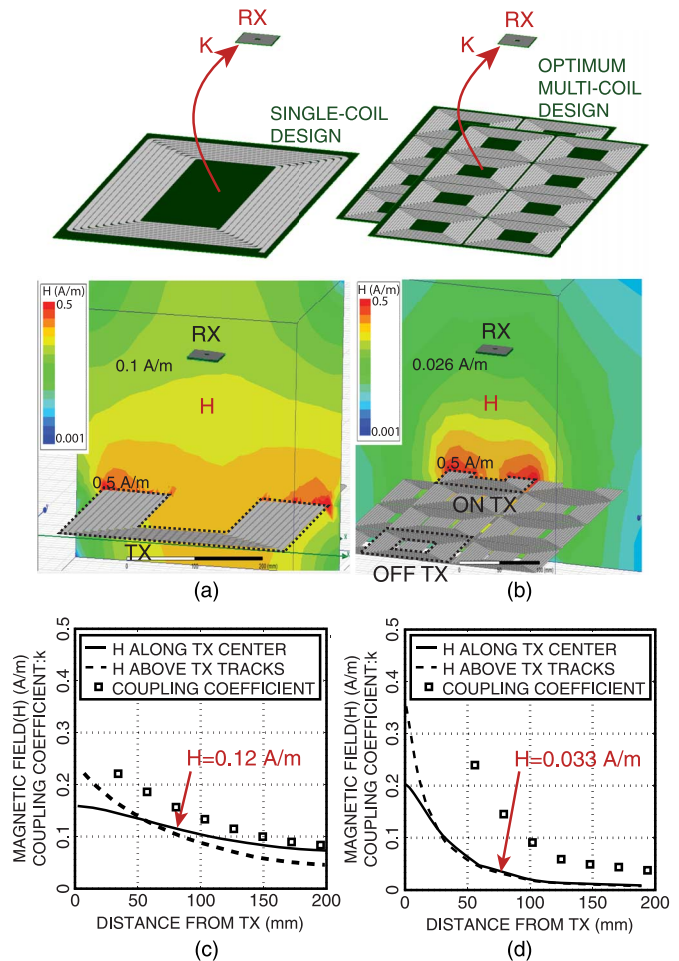 RX
K
SINGLE-COIL
DESIGN
RX
K
OPTIMUM
MULTI-COIL
DESIGN
H (A/m)
0.5
0.001
RX
0.1 A/m
H
0.5 A/m
TX
0
100
200 (mm)
(a)
H (A/m)
0.5
0.001
RX
0.026 A/m
H
0.5 A/m
ON TX
OFF TX
(b)
MAGNETIC FIELD(H) (A/m)
COUPLING COEFFICIENT:k
0.5
0.4
0.3
0.2
0.1
0
H ALONG TX CENTER
H ABOVE TX TRACKS
COUPLING COEFFICIENT
H=0.12 A/m
0
50
100
150
200
DISTANCE FROM TX (mm)
(c)
MAGNETIC FIELD(H) (A/m)
COUPLING COEFFICIENT:k
0.5
0.4
0.3
0.2
0.1
0
H ALONG TX CENTER
H ABOVE TX TRACKS
COUPLING COEFFICIENT
H=0.033 A/m
0
50
100
150
200
DISTANCE FROM TX (mm)
(d)